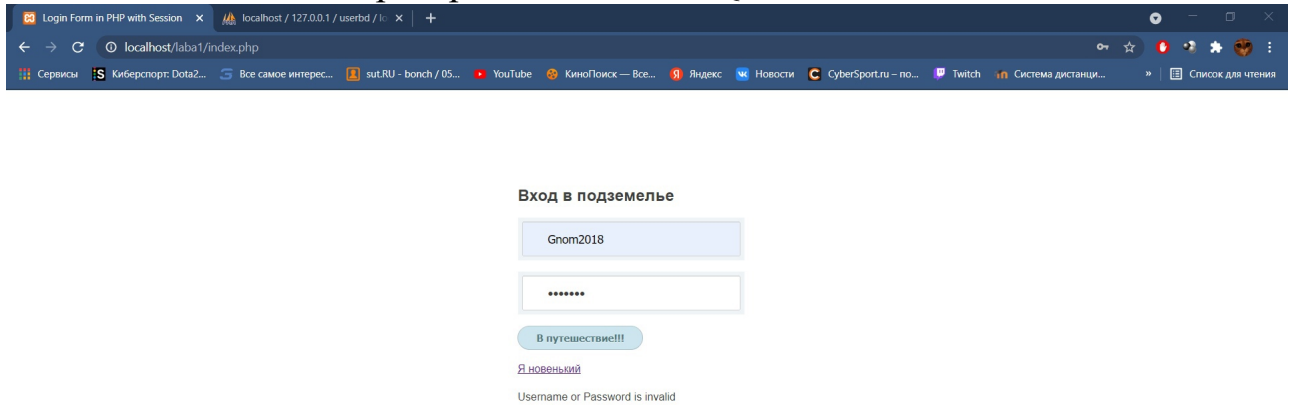 Login Form in PHP with Session
localhost / 127.0.0.1 / userbd / lo
localhost/laba1/index.php
Сервисы
Киберспорт: Dota2...
Все самое интерес...
sut.RU - bonch / 05...
YouTube
КиноПоиск — Все...
Яндекс
Новости
CyberSport.ru – по...
Twitch
Система дистанци...
»
Список для чтения
Вход в подземелье
Gnom2018
•••••••
В путешествие!!!
Я новенький
Username or Password is invalid